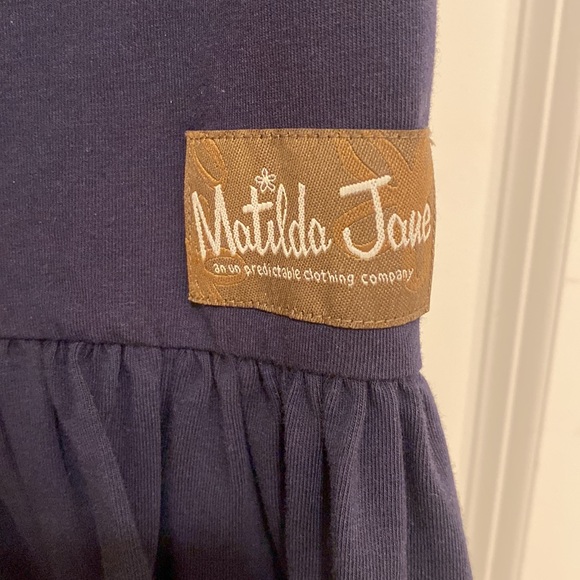 Matilda Jane
an un predictable clothing company